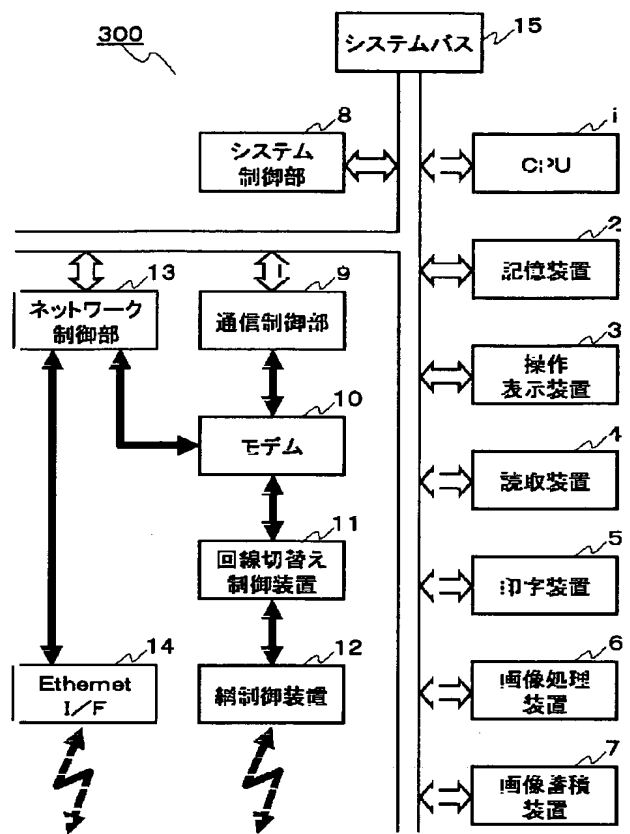 300
システムバス
15
8
システム
制御部
1
CPU
2
記憶装置
13
ネットワーク
制御部
9
通信制御部
3
操作
表示装置
10
モデム
4
読取装置
11
回線切替え
制御装置
5
印字装置
14
Ethernet
I/F
12
網制御装置
6
画像処理
装置
7
画像蓄積
装置